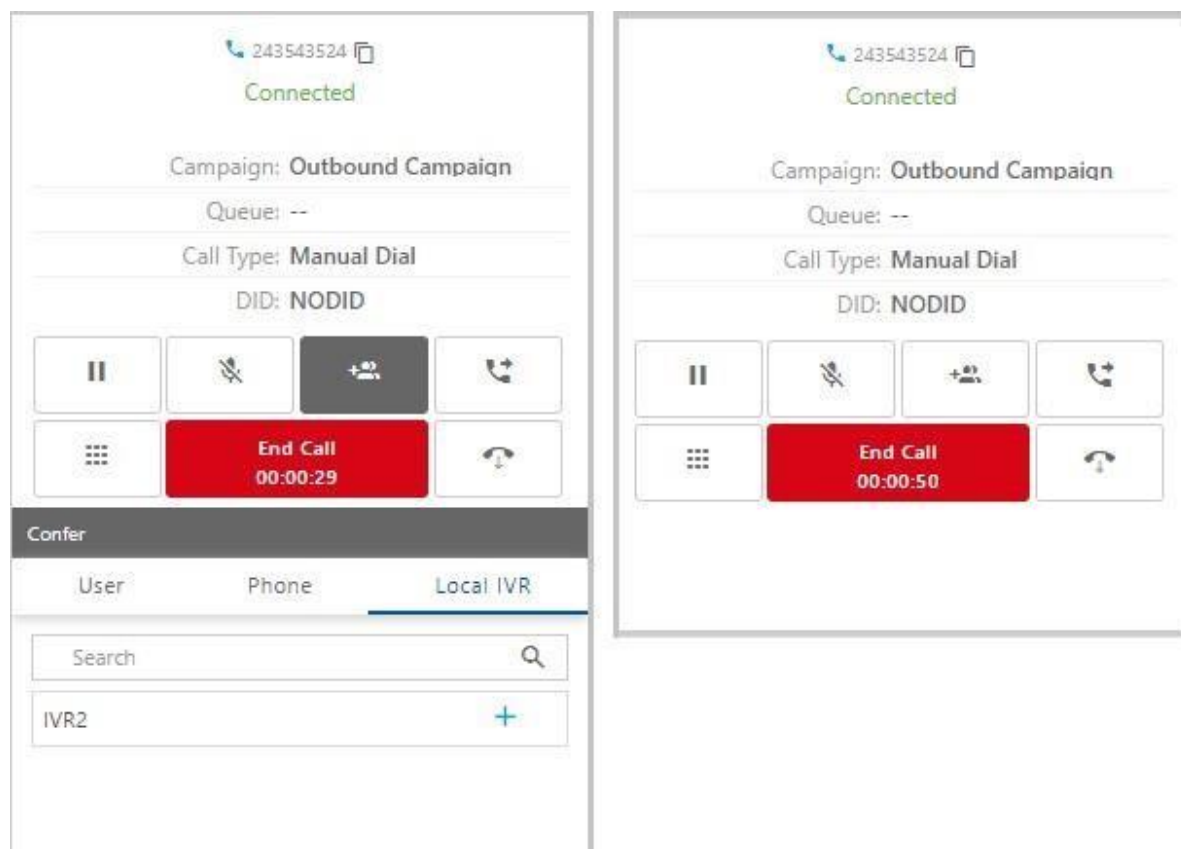 243543524
Connected
Campaign: Outbound Campaign
Queue: --
Call Type: Manual Dial
DID: NODID
End Call
00:00:29
Confer
User Phone Local IVR
Search
IVR2
243543524
Connected
Campaign: Outbound Campaign
Queue: --
Call Type: Manual Dial
DID: NODID
End Call
00:00:50